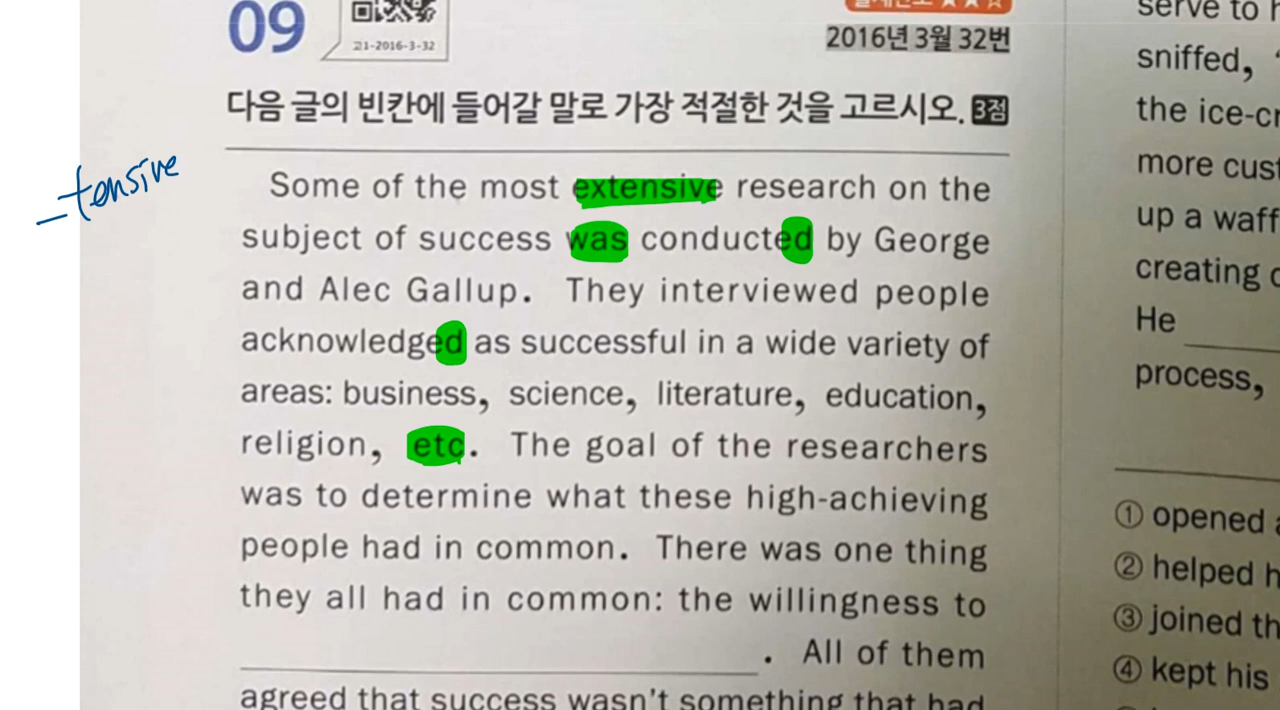 09
고1-2016-3-32
2016년 3월 32번
다음 글의 빈칸에 들어갈 말로 가장 적절한 것을 고르시오. 3점
-tensive
Some of the most extensive research on the
subject of success was conducted by George
and Alec Gallup. They interviewed people
acknowledged as successful in a wide variety of
areas: business, science, literature, education,
religion, etc. The goal of the researchers
was to determine what these high-achieving
people had in common. There was one thing
they all had in common: the willingness to
. All of them
agreed that success wasn't something that had
serve to
sniffed,
the
more
up a
creating
He
process,
① opened
② helped
③ joined
④ kept his